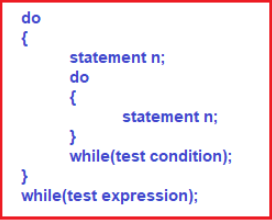 do
{
statement n;
do
{
statement n;
}
while(test condition);
}
while(test expression);